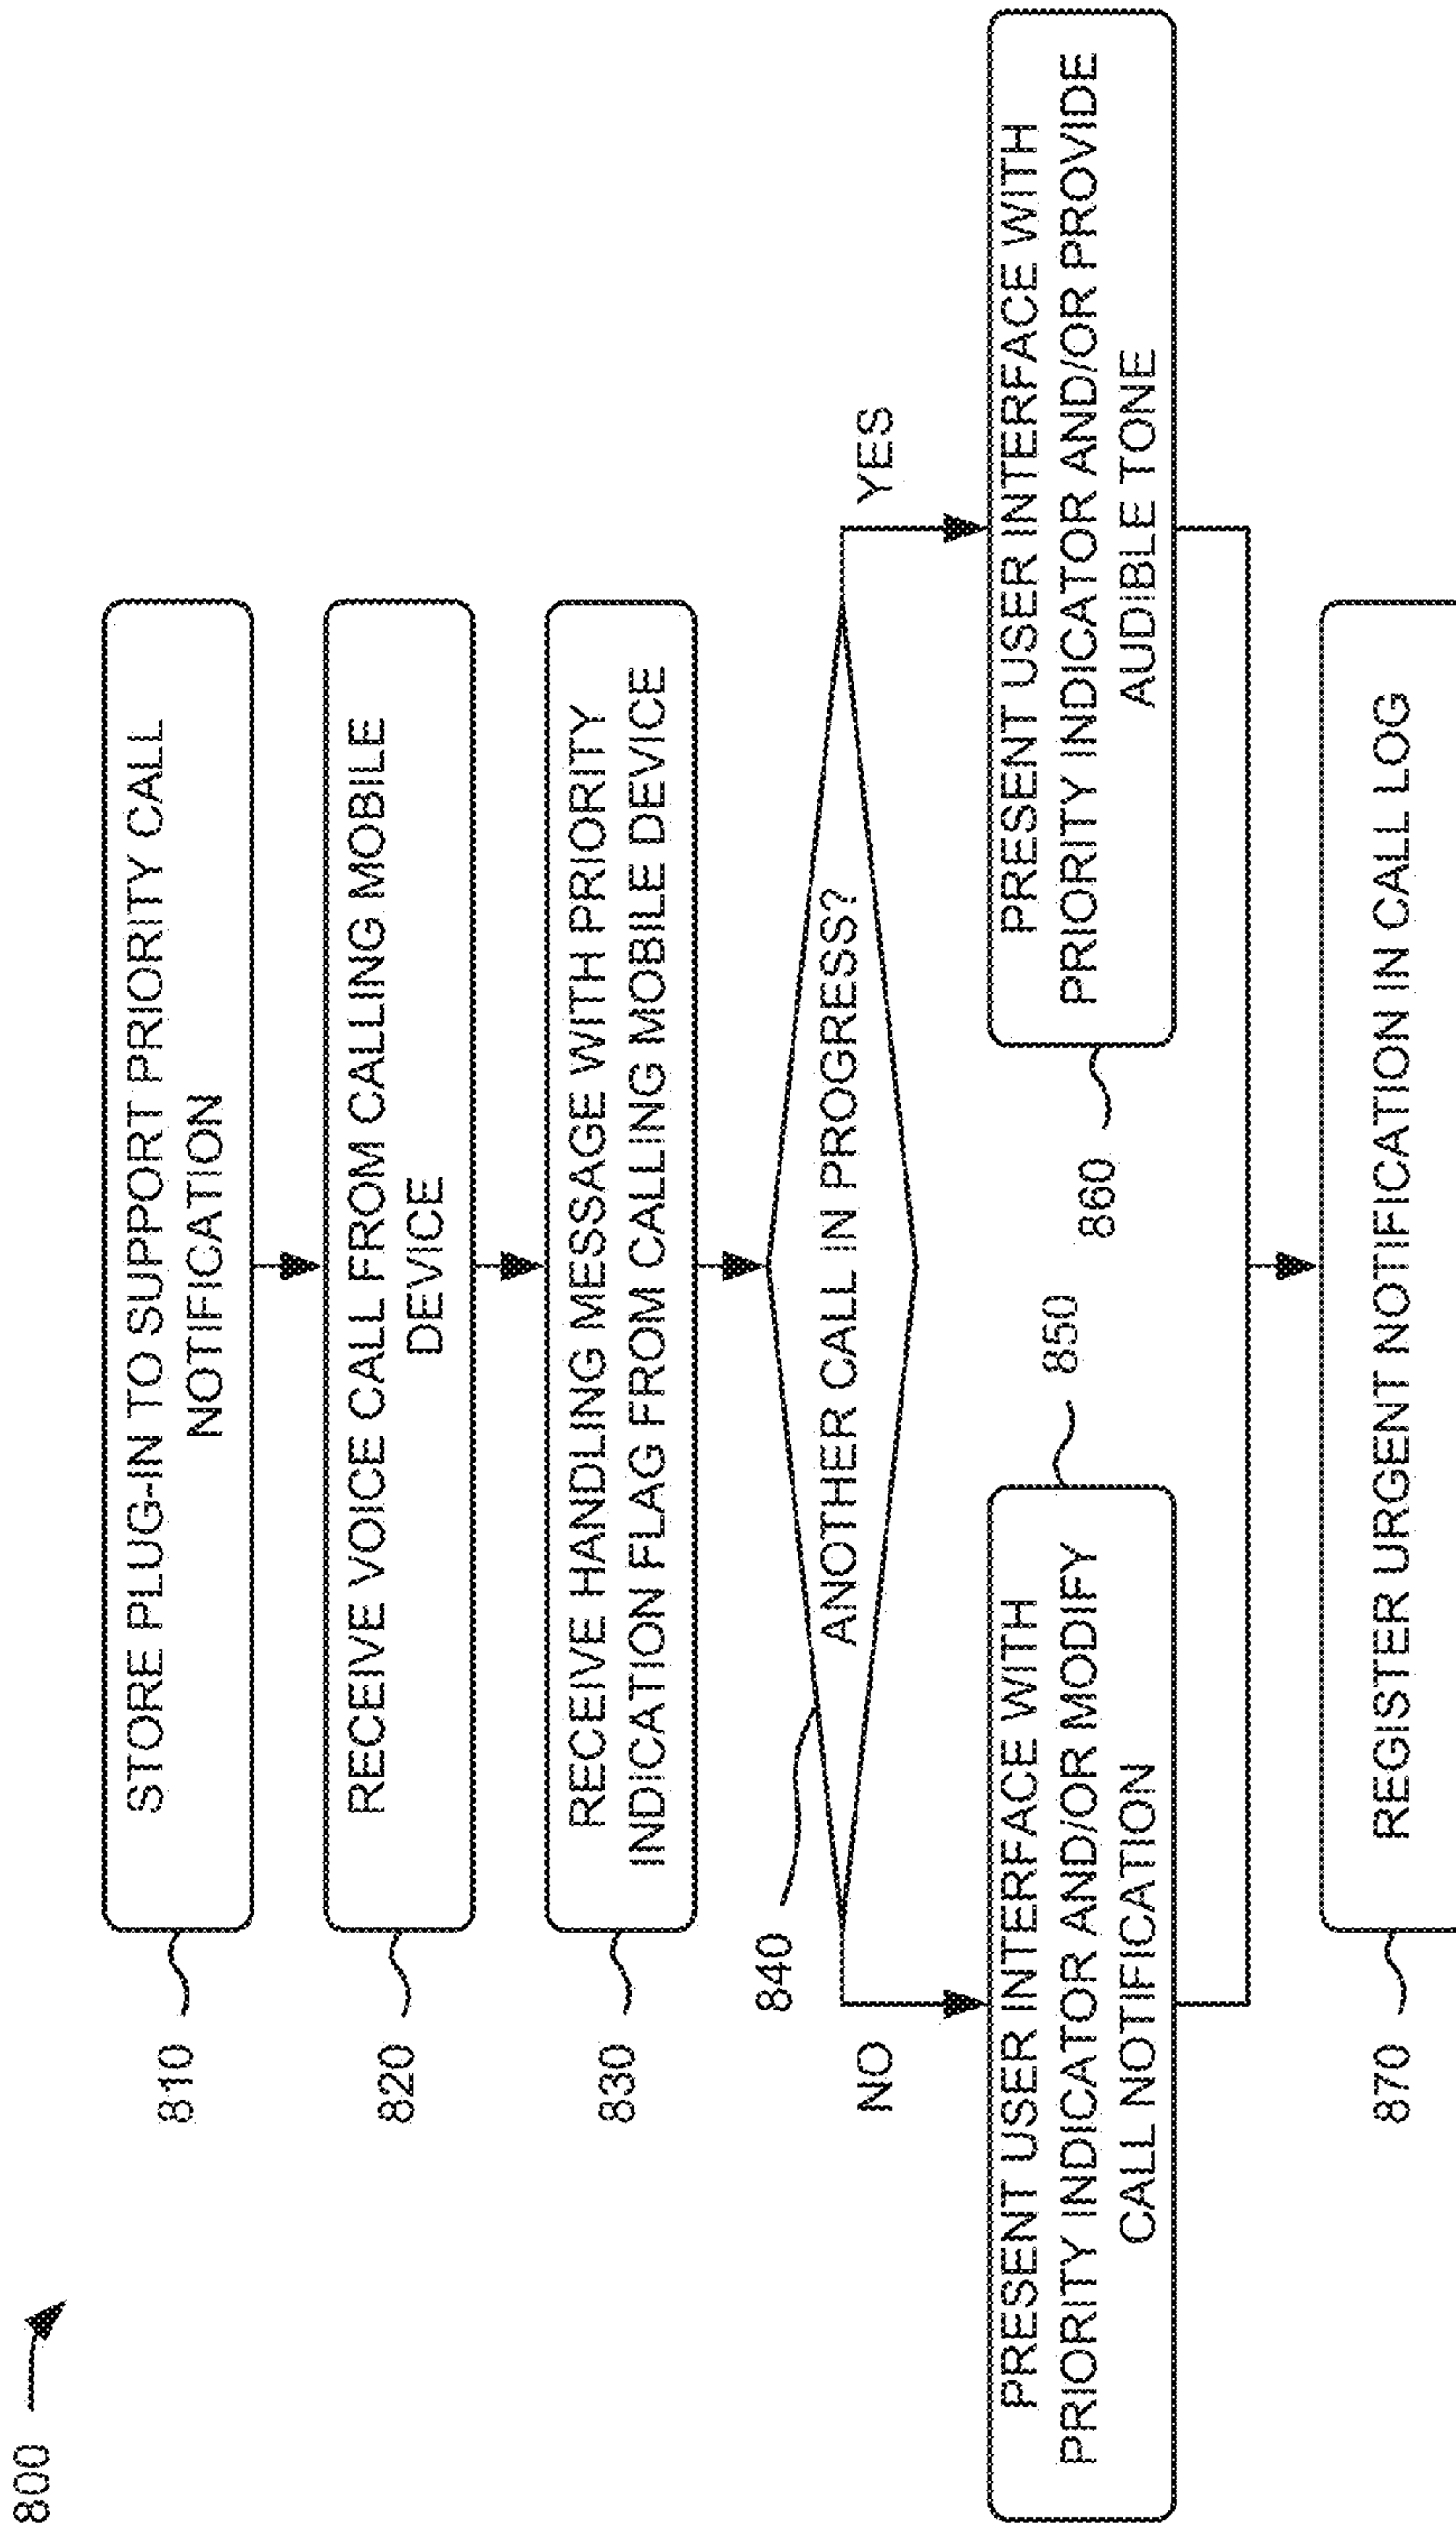 800
810
STORE PLUG-IN TO SUPPORT PRIORITY CALL
NOTIFICATION
820
RECEIVE VOICE CALL FROM CALLING MOBILE
DEVICE
830
RECEIVE HANDLING MESSAGE WITH PRIORITY
INDICATION FLAG FROM CALLING MOBILE DEVICE
840
ANOTHER CALL IN PROGRESS?
NO
YES
PRESENT USER INTERFACE WITH
PRIORITY INDICATOR AND/OR MODIFY
CALL NOTIFICATION
850
860
PRESENT USER INTERFACE WITH
PRIORITY INDICATOR AND/OR PROVIDE
AUDIBLE TONE
870
REGISTER URGENT NOTIFICATION IN CALL LOG